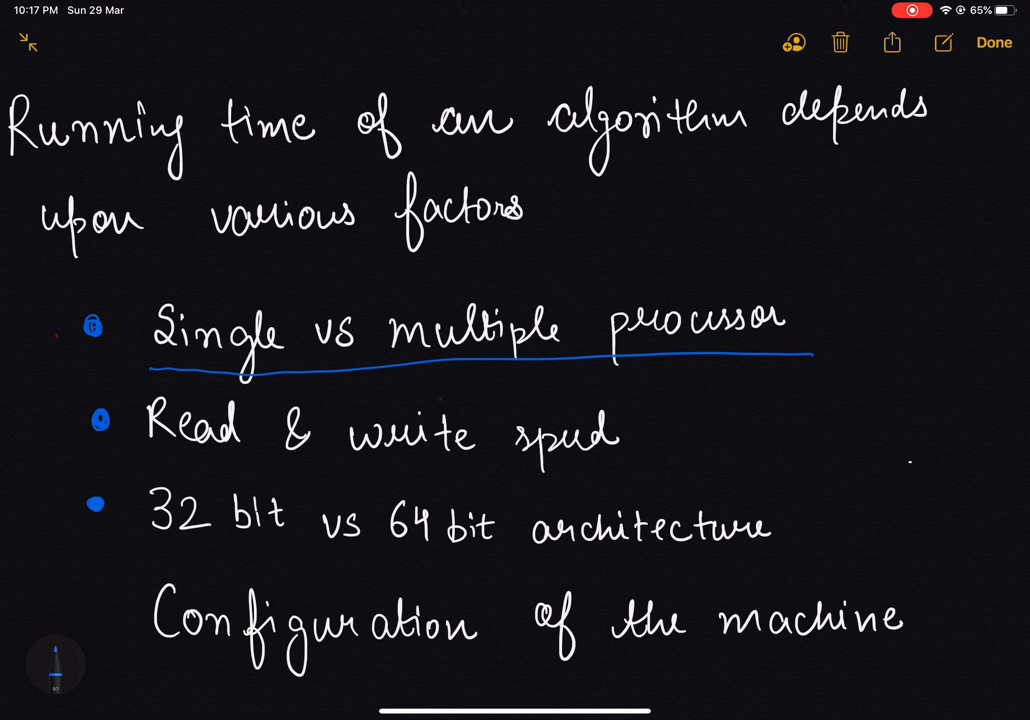 10:17 PM Sun 29 Mar 65%
Done
Running time of an algorithm depends
upon various factors
Single vs multiple processor
Read & write speed
32 bit vs 64 bit architecture
Configuration of the machine
97